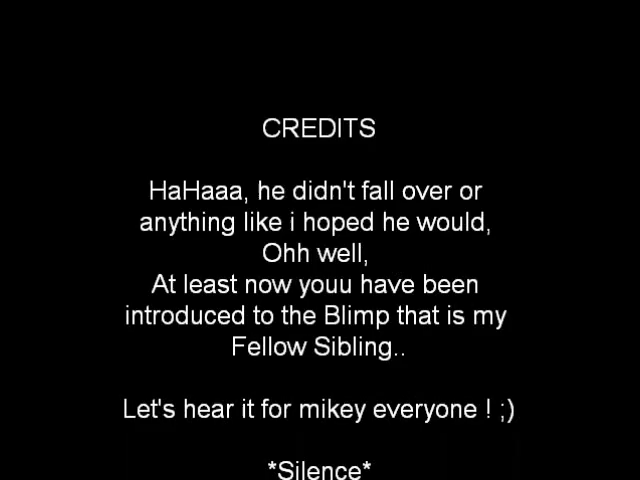 CREDITS
HaHaaa, he didn't fall over or
anything like i hoped he would,
Ohh well,
At least now youu have been
introduced to the Blimp that is my
Fellow Sibling..
Let's hear it for mikey everyone ! ;)
*Silence*